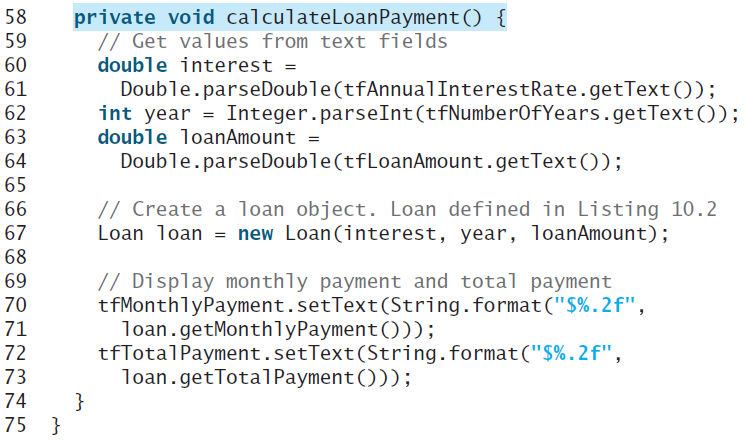 58 private void calculateLoanPayment() {
59 // Get values from text fields
60 double interest =
61 Double.parseDouble(tfAnnualInterestRate.getText());
62 int year = Integer.parseInt(tfNumberOfYears.getText());
63 double loanAmount =
64 Double.parseDouble(tfLoanAmount.getText());
65
66 // Create a loan object. Loan defined in Listing 10.2
67 Loan loan = new Loan(interest, year, loanAmount);
68
69 // Display monthly payment and total payment
70 tfMonthlyPayment.setText(String.format("$%.2f",
71 loan.getMonthlyPayment()));
72 tfTotalPayment.setText(String.format("$%.2f",
73 loan.getTotalPayment()));
74 }
75 }